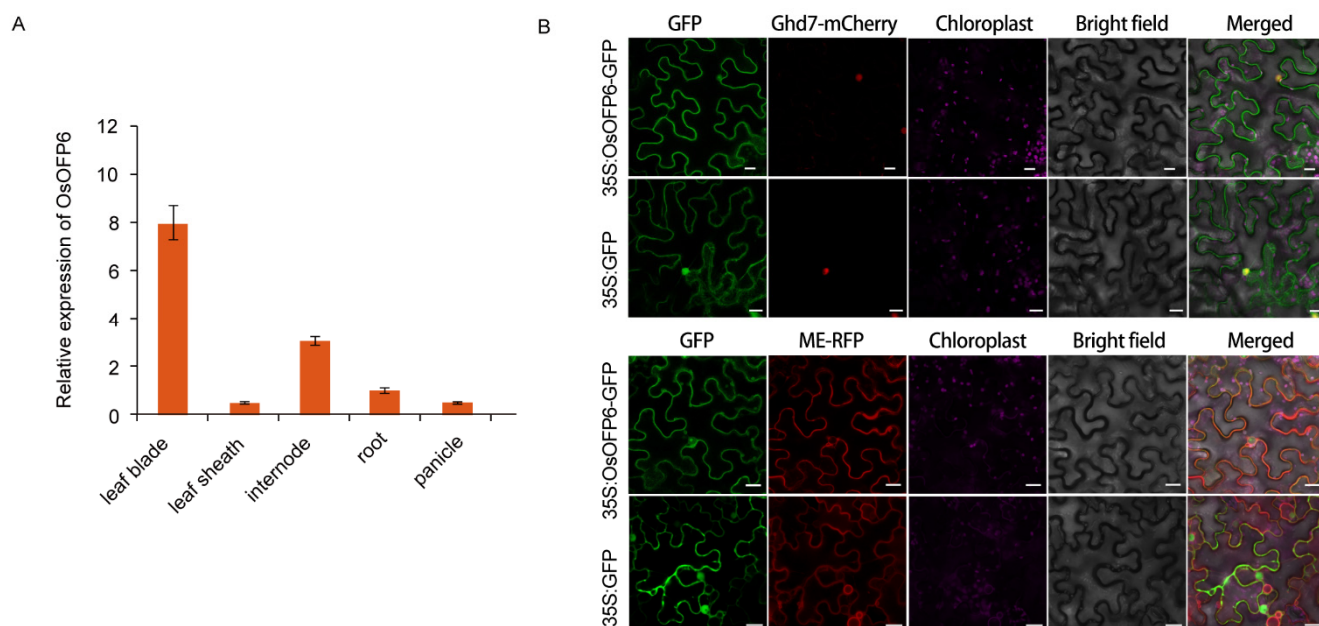 A
Relative expression of OsOFP6
12
10
8
6
4
2
0
leaf blade
leaf sheath
internode
root
panicle
B
GFP Ghd7-mCherry Chloroplast Bright field Merged
35S:OsOFP6-GFP
35S:GFP
GFP ME-RFP Chloroplast Bright field Merged
35S:OsOFP6-GFP
35S:GFP